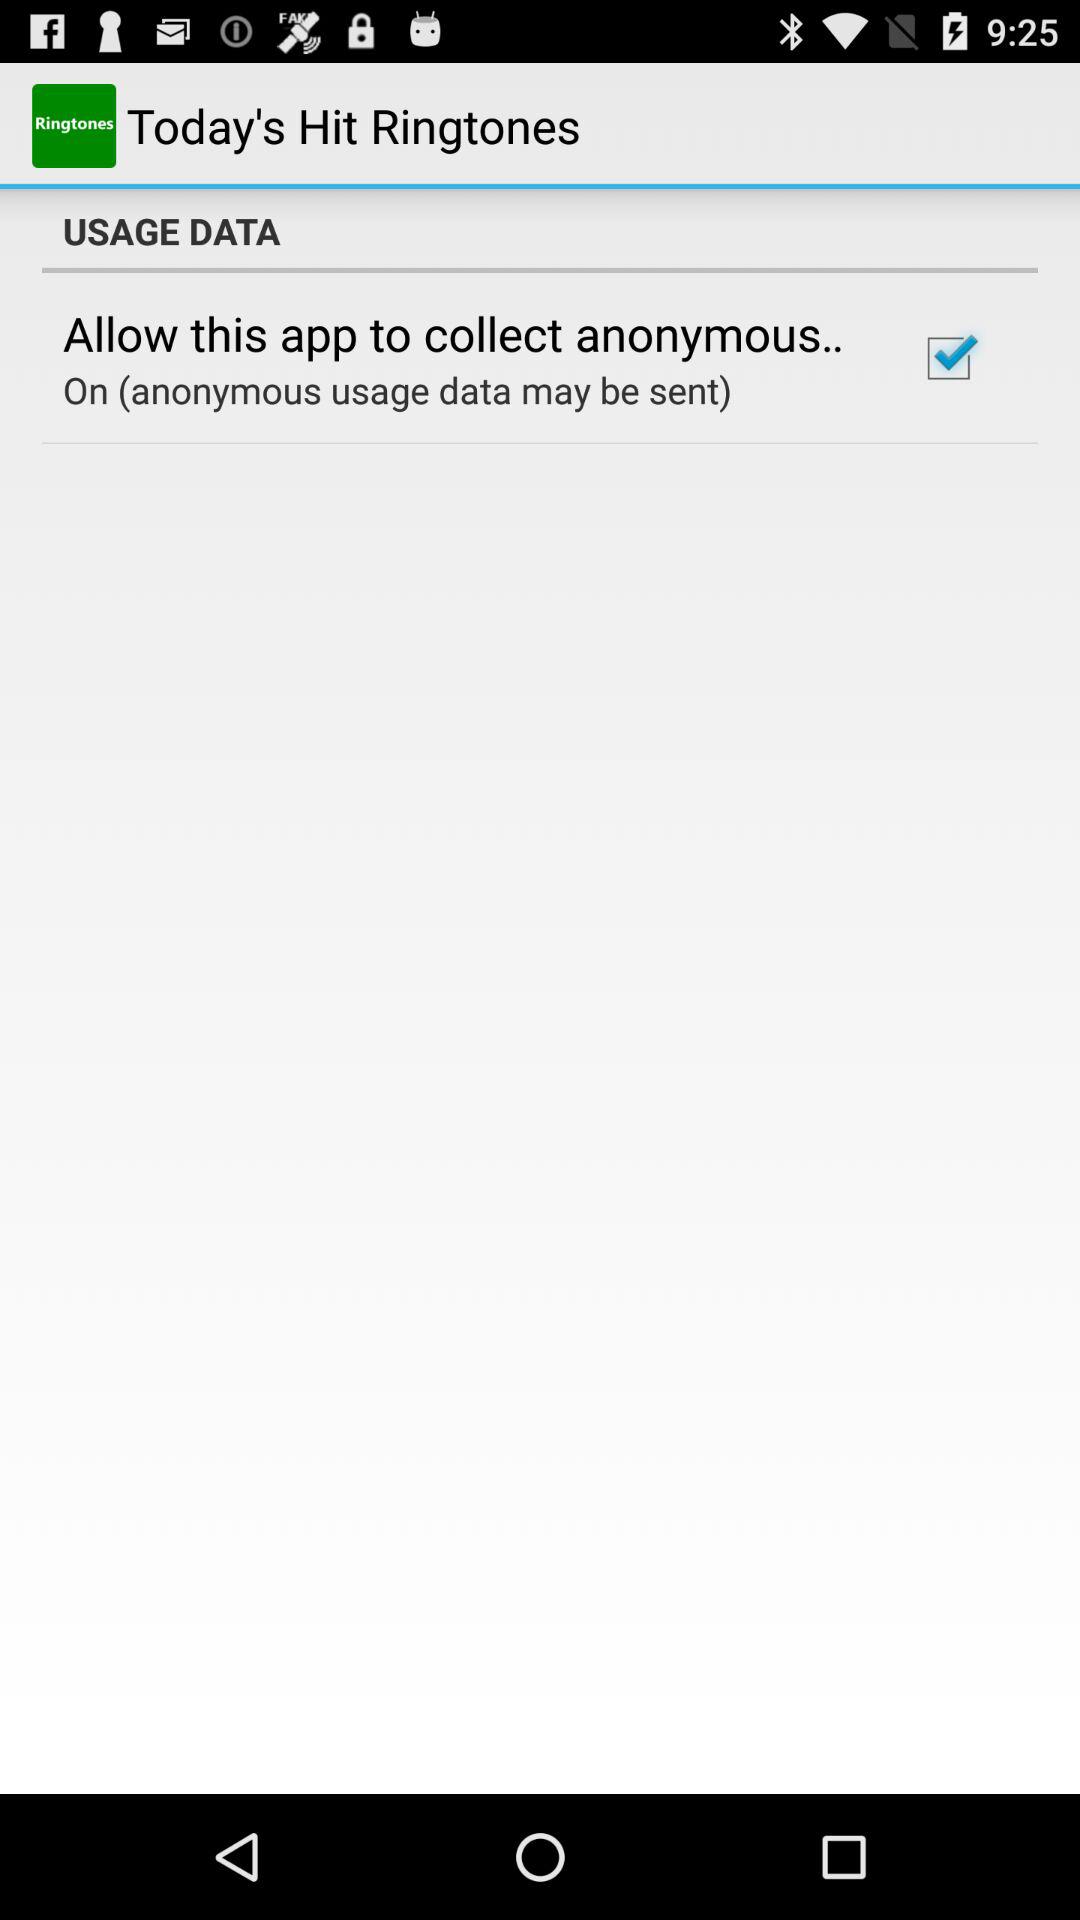 FAKE
9:25
Ringtones
Today's Hit Ringtones
USAGE DATA
Allow this app to collect anonymous..
On (anonymous usage data may be sent)